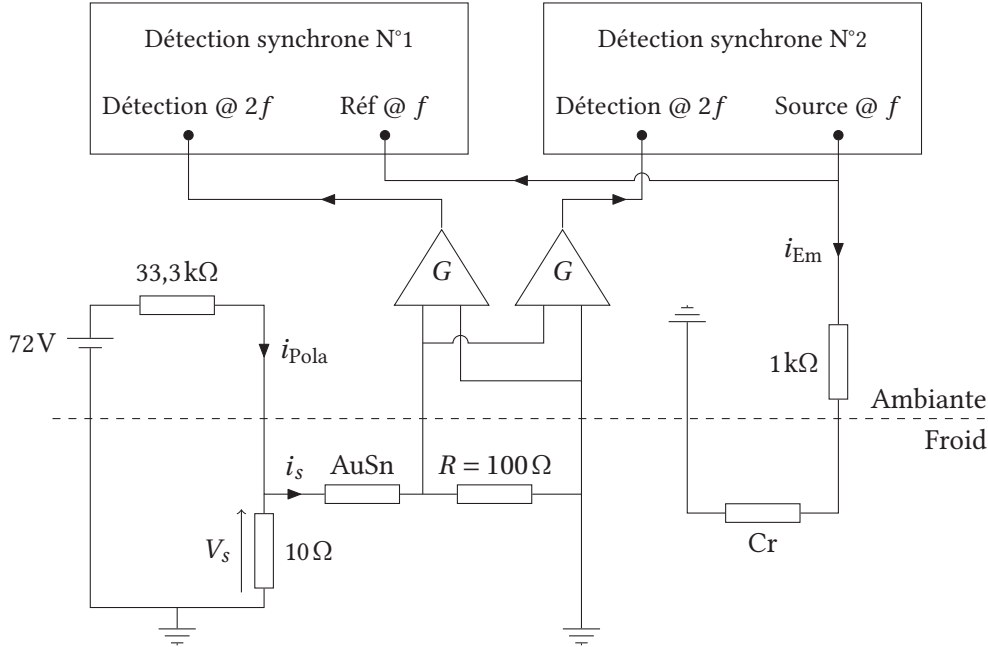 Détection synchrone N°1
Détection synchrone N°2
Détection @ 2f
Réf @ f
Détection @ 2f
Source @ f
G
G
i_Em
33,3 kΩ
72 V
i_Pola
1 kΩ
Ambiante
Froid
i_s
AuSn
R = 100 Ω
V_s
10 Ω
Cr